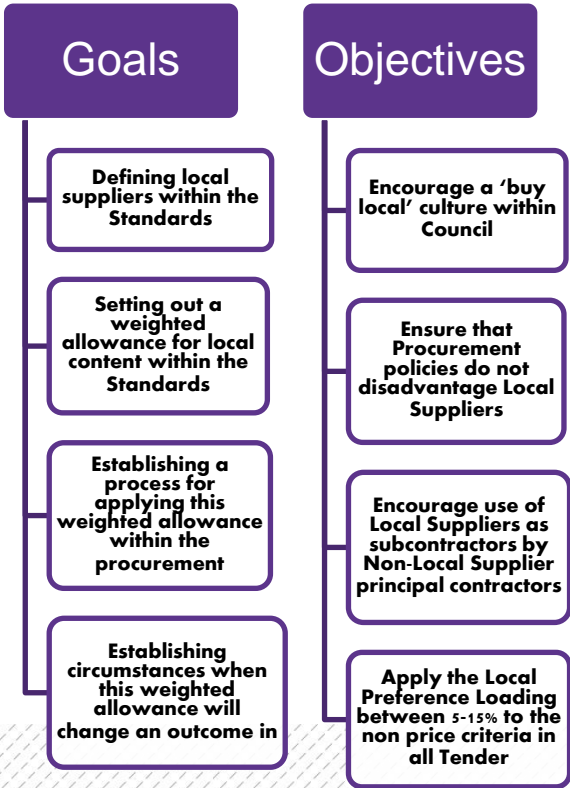 Goals
Defining local
suppliers within the
Standards
Setting out a
weighted
allowance for local
content within the
Standards
Establishing a
process for
applying this
weighted allowance
within the
procurement
Establishing
circumstances when
this weighted
allowance will
change an outcome in
Objectives
Encourage a ‘buy
local’ culture within
Council
Ensure that
Procurement
policies do not
disadvantage Local
Suppliers
Encourage use of
Local Suppliers as
subcontractors by
Non-Local Supplier
principal contractors
Apply the Local
Preference Loading
between 5-15% to the
non price criteria in
all Tender